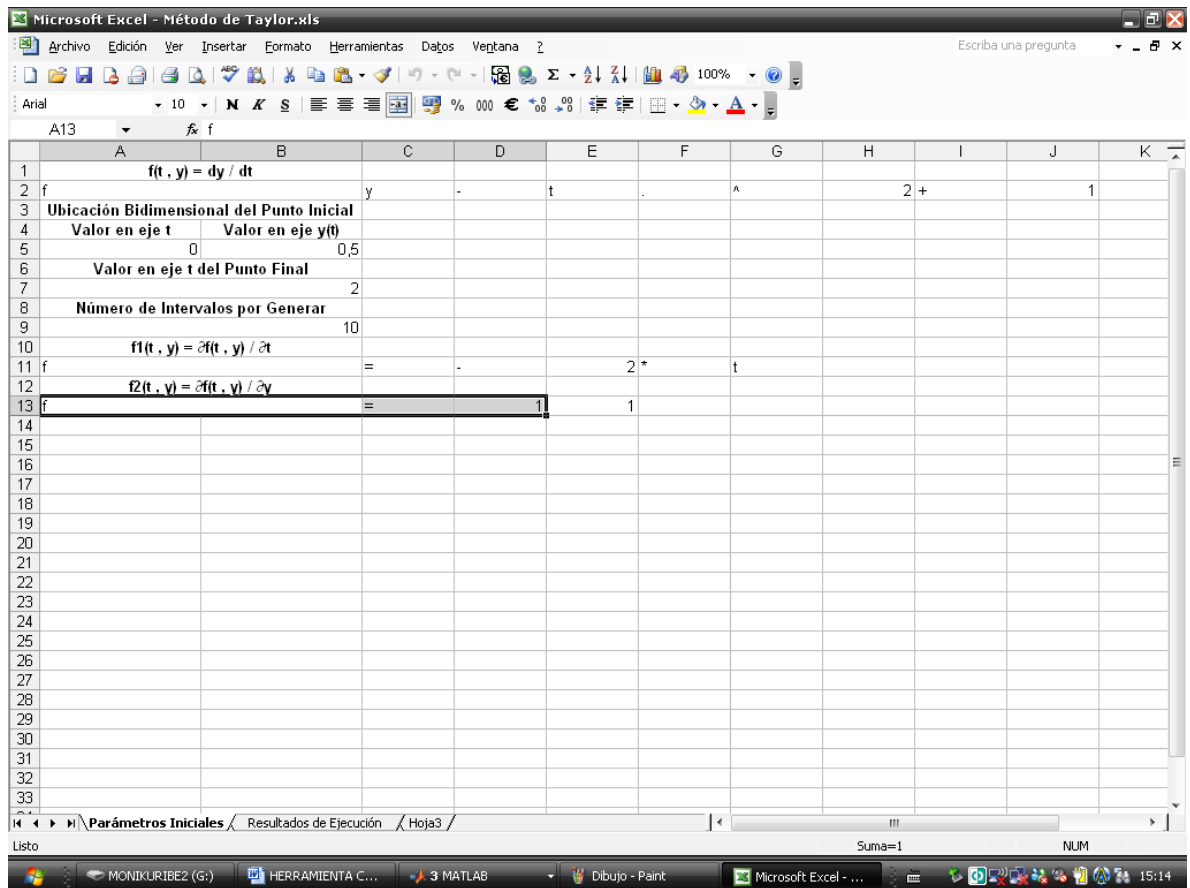 Microsoft Excel - Método de Taylor.xls
Archivo Edición Ver Insertar Formato Herramientas Datos Ventana ? Escriba una pregunta
100%
Arial 10 N K S % 000 €
A13 fx f
A B C D E F G H I J K
1 f(t , y) = dy / dt
2 f y - t . ^ 2 + 1
3 Ubicación Bidimensional del Punto Inicial
4 Valor en eje t Valor en eje y(t)
5 0 0,5
6 Valor en eje t del Punto Final
7 2
8 Número de Intervalos por Generar
9 10
10 f1(t , y) = ∂f(t , y) / ∂t
11 f = - 2 * t
12 f2(t , y) = ∂f(t , y) / ∂y
13 f = 1 1
14
15
16
17
18
19
20
21
22
23
24
25
26
27
28
29
30
31
32
33
Parámetros Iniciales Resultados de Ejecución Hoja3
Listo Suma=1 NUM
MONIKURIBE2 (G:) HERRAMIENTA C... 3 MATLAB Dibujo - Paint Microsoft Excel - ... 15:14